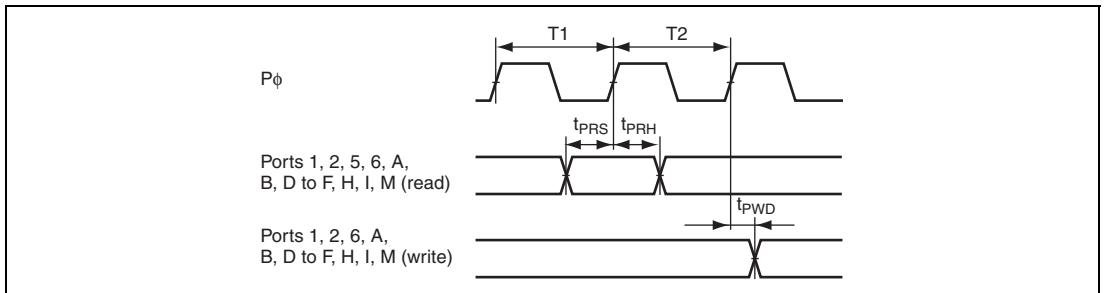 T1 T2
Pφ
tPRS tPRH
Ports 1, 2, 5, 6, A,
B, D to F, H, I, M (read)
tPWD
Ports 1, 2, 6, A,
B, D to F, H, I, M (write)